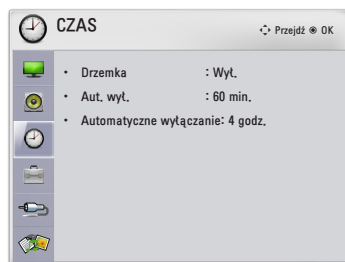 CZAS
Przejdź ◉ OK
• Drzemka : Wył.
• Aut. wył. : 60 min.
• Automatyczne wyłączanie: 4 godz.